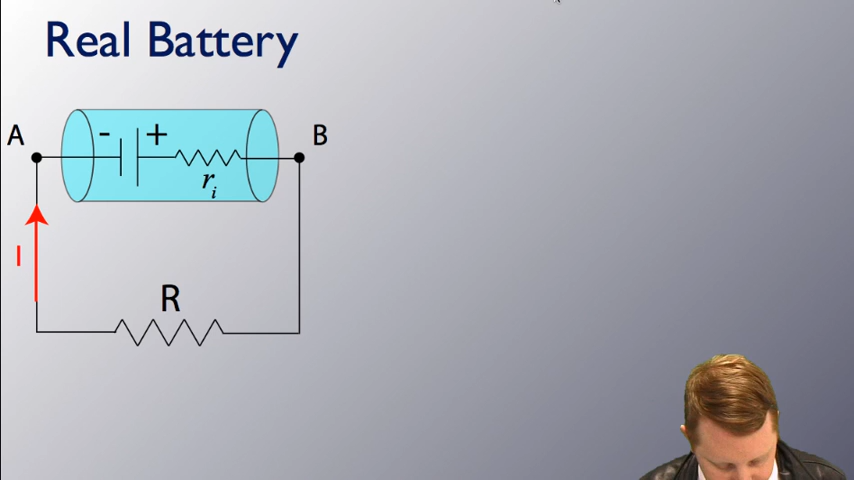 Real Battery
A - + B
r_i
I
R